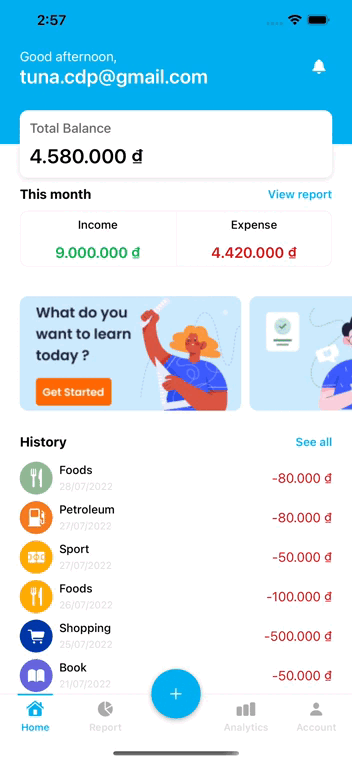 2:57
Good afternoon,
tuna.cdp@gmail.com
Total Balance
4.580.000 ₫
This month
View report
Income
Expense
9.000.000 ₫
4.420.000 ₫
What do you
want to learn
today ?
Get Started
History
See all
Foods
-80.000 ₫
28/07/2022
Petroleum
-80.000 ₫
27/07/2022
Sport
-50.000 ₫
27/07/2022
Foods
-100.000 ₫
26/07/2022
Shopping
-500.000 ₫
25/07/2022
Book
-50.000 ₫
21/07/2022
Home
Report
Analytics
Account